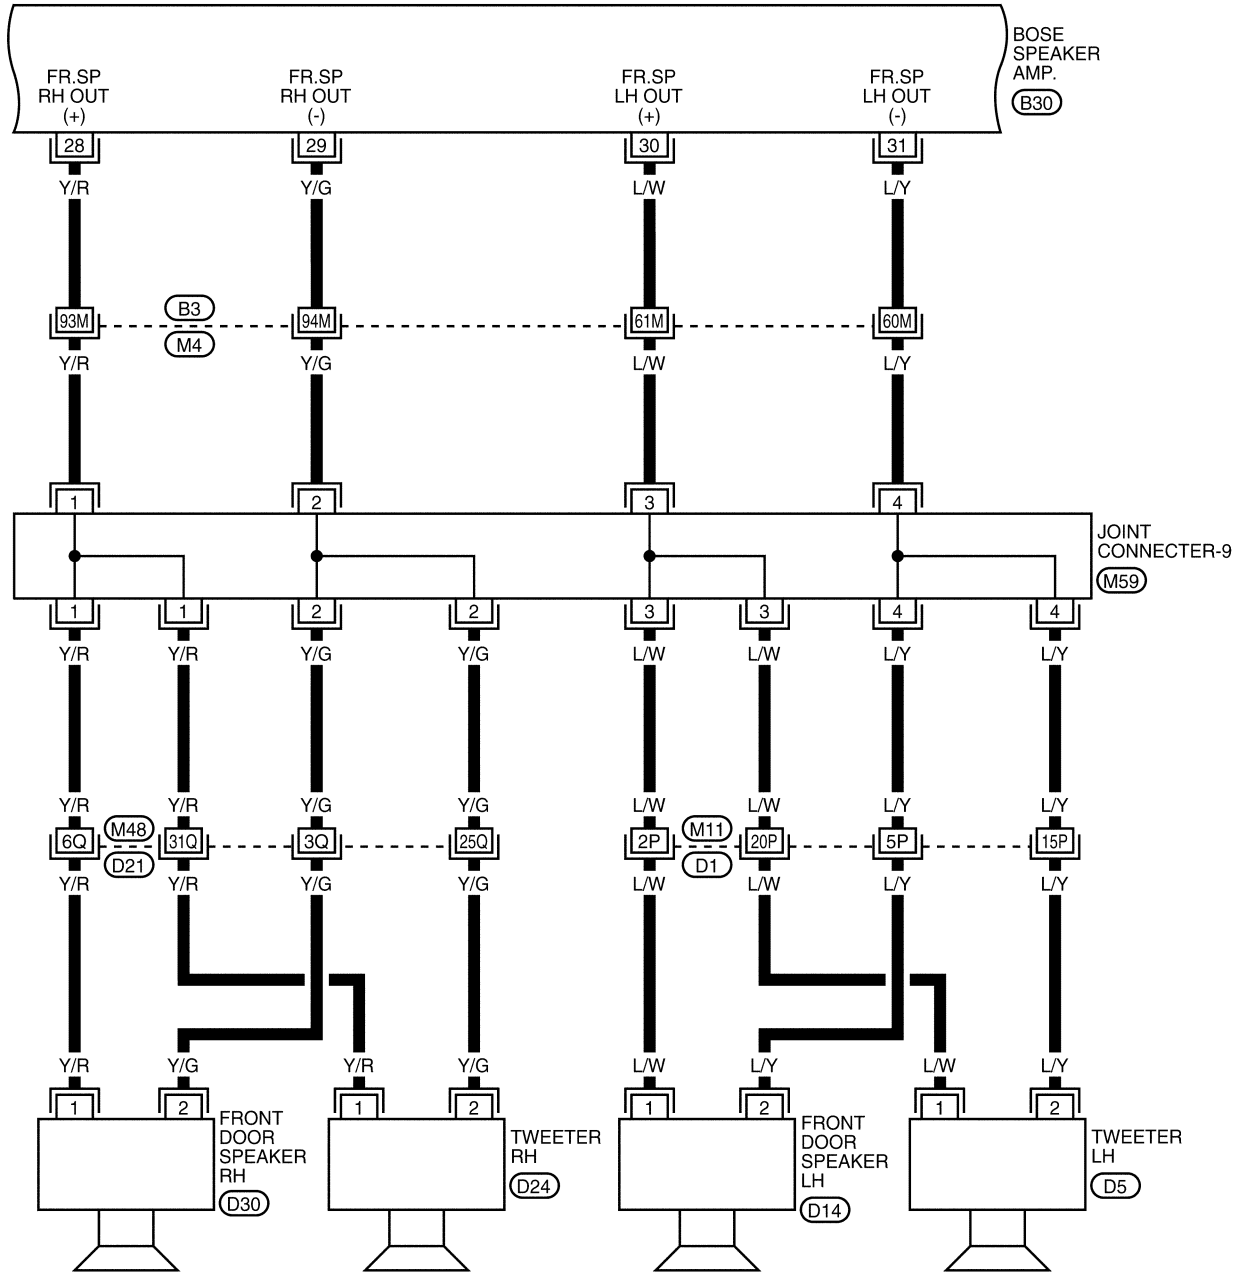 BOSE
SPEAKER
AMP.
B30
FR.SP
RH OUT
(+)
FR.SP
RH OUT
(-)
FR.SP
LH OUT
(+)
FR.SP
LH OUT
(-)
28 29 30 31
Y/R Y/G L/W L/Y
B3
93M 94M 61M 60M
M4
Y/R Y/G L/W L/Y
1 2 3 4
JOINT
CONNECTER-9
M59
1 1 2 2 3 3 4 4
Y/R Y/R Y/G Y/G L/W L/W L/Y L/Y
Y/R Y/R Y/G Y/G L/W L/W L/Y L/Y
M48 M11
6Q 31Q 3Q 25Q 2P 20P 5P 15P
D21 D1
Y/R Y/R Y/G Y/G L/W L/W L/Y L/Y
Y/R Y/G Y/R Y/G L/W L/Y L/W L/Y
1 2 1 2 1 2 1 2
FRONT
DOOR
SPEAKER
RH
D30
TWEETER
RH
D24
FRONT
DOOR
SPEAKER
LH
D14
TWEETER
LH
D5